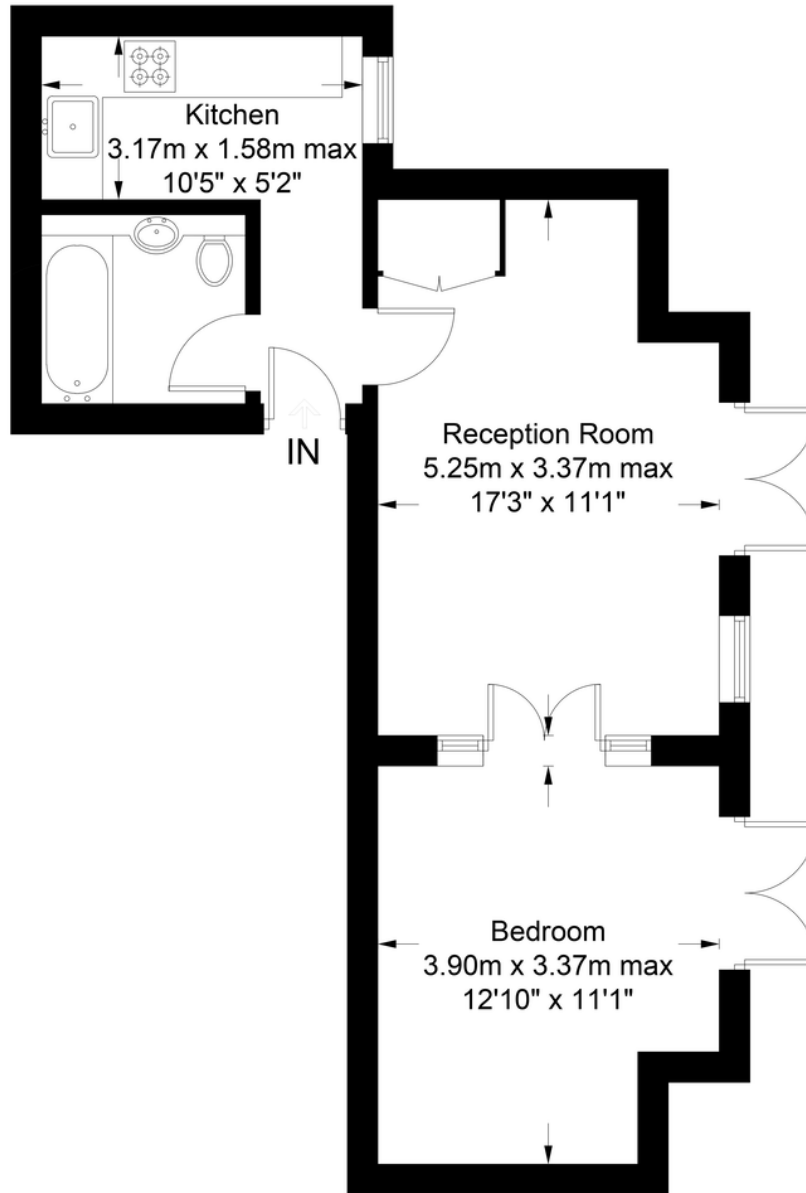 Kitchen
3.17m x 1.58m max
10'5" x 5'2"
IN
Reception Room
5.25m x 3.37m max
17'3" x 11'1"
Bedroom
3.90m x 3.37m max
12'10" x 11'1"